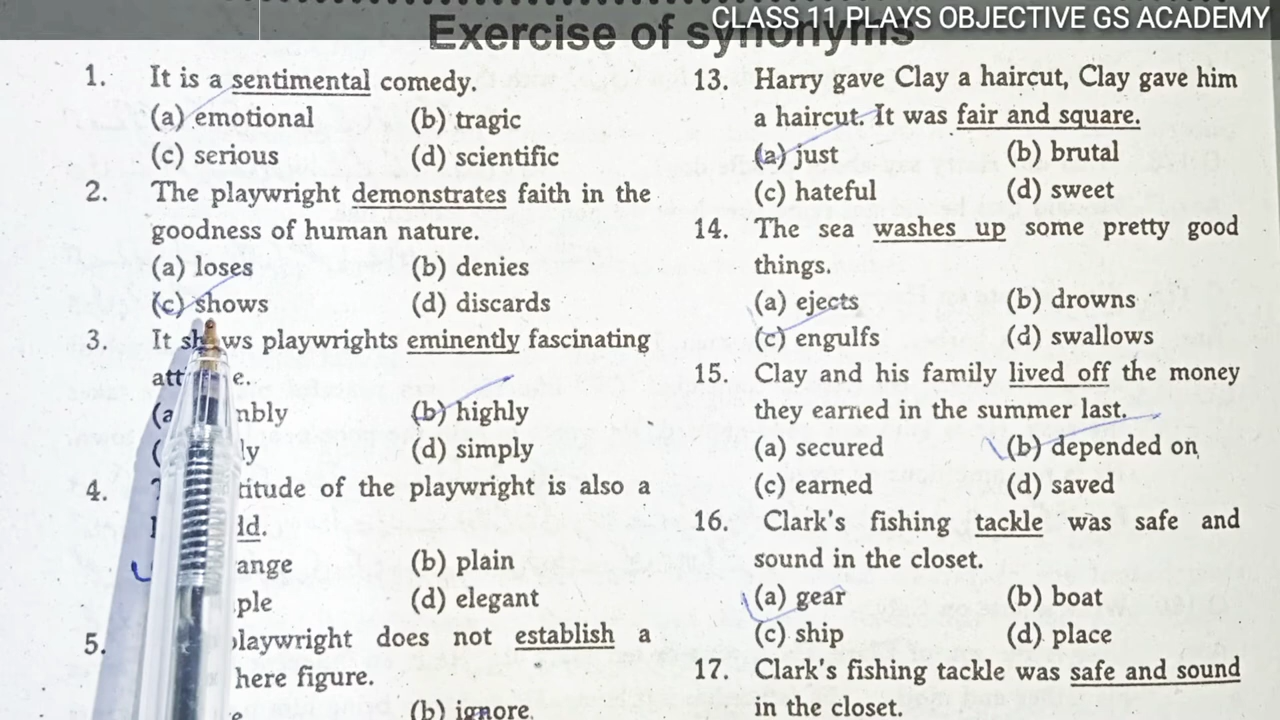 CLASS 11 PLAYS OBJECTIVE GS ACADEMY
Exercise of synonyms
1. It is a sentimental comedy.
(a) emotional (b) tragic
(c) serious (d) scientific
2. The playwright demonstrates faith in the
goodness of human nature.
(a) loses (b) denies
(c) shows (d) discards
3. It shows playwrights eminently fascinating
att e.
(a nbly (b) highly
( ly (d) simply
4. titude of the playwright is also a
ld.
ange (b) plain
ple (d) elegant
5. playwright does not establish a
here figure.
(b) ignore
13. Harry gave Clay a haircut, Clay gave him
a haircut. It was fair and square.
(a) just (b) brutal
(c) hateful (d) sweet
14. The sea washes up some pretty good
things.
(a) ejects (b) drowns
(c) engulfs (d) swallows
15. Clay and his family lived off the money
they earned in the summer last.
(a) secured (b) depended on
(c) earned (d) saved
16. Clark's fishing tackle was safe and
sound in the closet.
(a) gear (b) boat
(c) ship (d) place
17. Clark's fishing tackle was safe and sound
in the closet.